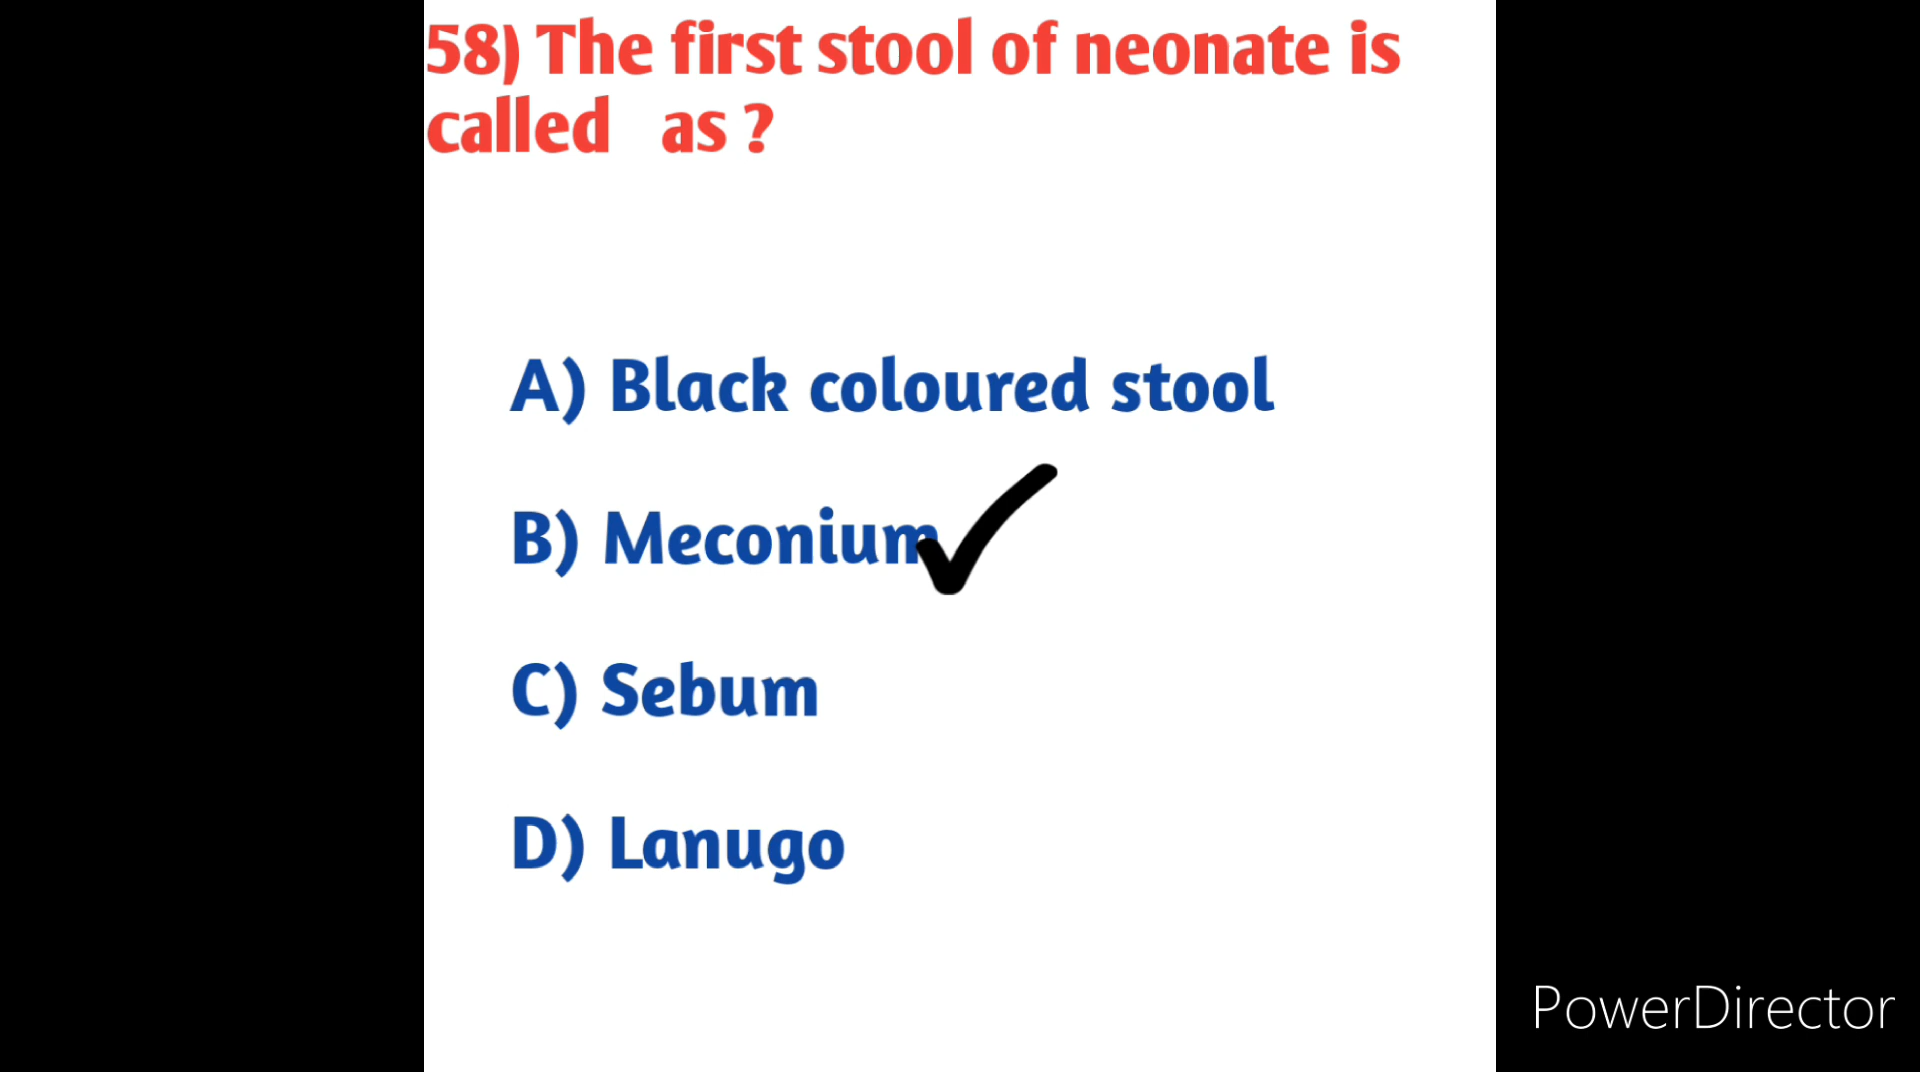 58) The first stool of neonate is
called as ?
A) Black coloured stool
B) Meconium
C) Sebum
D) Lanugo
PowerDirector